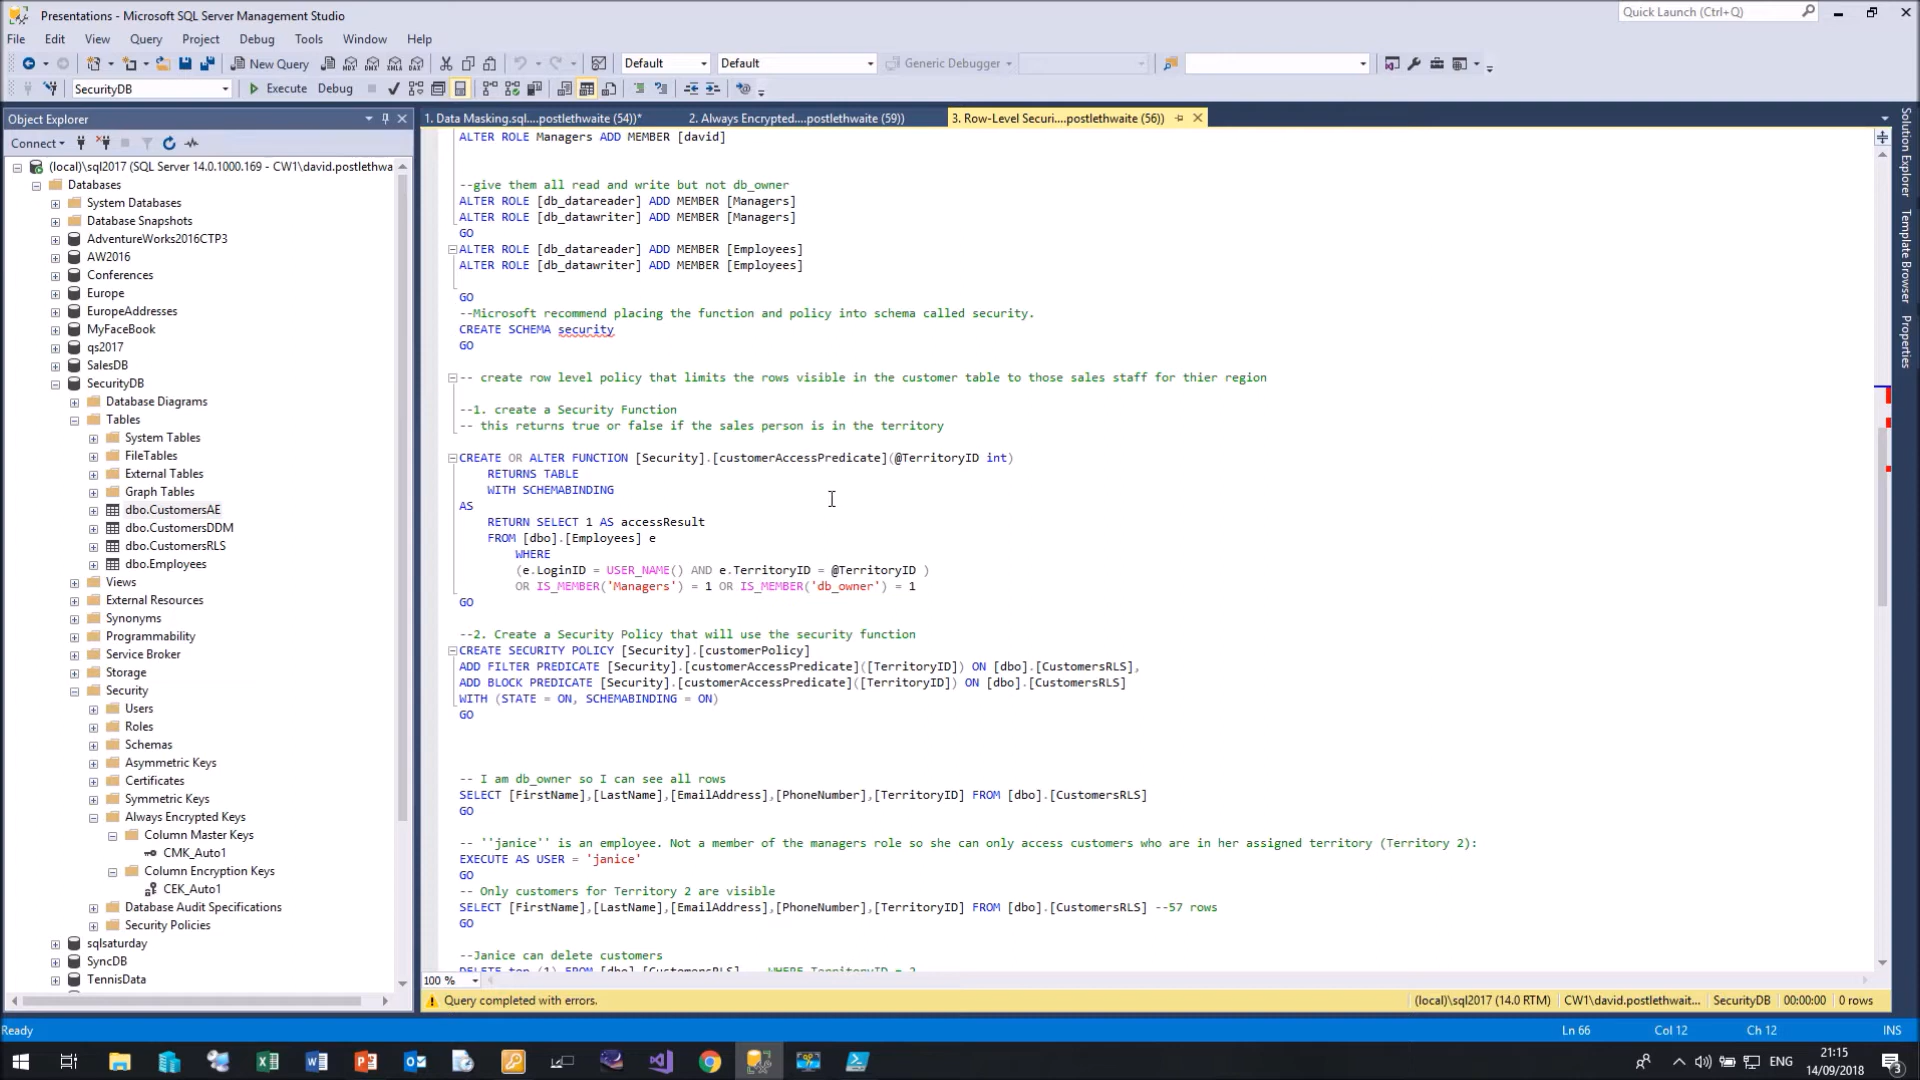 Presentations - Microsoft SQL Server Management Studio
Quick Launch (Ctrl+Q)
File Edit View Query Project Debug Tools Window Help
New Query
Default
Default
Generic Debugger
SecurityDB
Execute Debug
Object Explorer
Connect
(local)\sql2017 (SQL Server 14.0.1000.169 - CW1\david.postlethwa
Databases
System Databases
Database Snapshots
AdventureWorks2016CTP3
AW2016
Conferences
Europe
EuropeAddresses
MyFaceBook
qs2017
SalesDB
SecurityDB
Database Diagrams
Tables
System Tables
FileTables
External Tables
Graph Tables
dbo.CustomersAE
dbo.CustomersDDM
dbo.CustomersRLS
dbo.Employees
Views
External Resources
Synonyms
Programmability
Service Broker
Storage
Security
Users
Roles
Schemas
Asymmetric Keys
Certificates
Symmetric Keys
Always Encrypted Keys
Column Master Keys
CMK_Auto1
Column Encryption Keys
CEK_Auto1
Database Audit Specifications
Security Policies
sqlsaturday
SyncDB
TennisData
1. Data Masking.sql....postlethwaite (54))*
2. Always Encrypted....postlethwaite (59))
3. Row-Level Securi....postlethwaite (56))
ALTER ROLE Managers ADD MEMBER [david]
--give them all read and write but not db_owner
ALTER ROLE [db_datareader] ADD MEMBER [Managers]
ALTER ROLE [db_datawriter] ADD MEMBER [Managers]
GO
ALTER ROLE [db_datareader] ADD MEMBER [Employees]
ALTER ROLE [db_datawriter] ADD MEMBER [Employees]
GO
--Microsoft recommend placing the function and policy into schema called security.
CREATE SCHEMA security
GO
-- create row level policy that limits the rows visible in the customer table to those sales staff for thier region
--1. create a Security Function
-- this returns true or false if the sales person is in the territory
CREATE OR ALTER FUNCTION [Security].[customerAccessPredicate](@TerritoryID int)
RETURNS TABLE
WITH SCHEMABINDING
AS
RETURN SELECT 1 AS accessResult
FROM [dbo].[Employees] e
WHERE
(e.LoginID = USER_NAME() AND e.TerritoryID = @TerritoryID )
OR IS_MEMBER('Managers') = 1 OR IS_MEMBER('db_owner') = 1
GO
--2. Create a Security Policy that will use the security function
CREATE SECURITY POLICY [Security].[customerPolicy]
ADD FILTER PREDICATE [Security].[customerAccessPredicate]([TerritoryID]) ON [dbo].[CustomersRLS],
ADD BLOCK PREDICATE [Security].[customerAccessPredicate]([TerritoryID]) ON [dbo].[CustomersRLS]
WITH (STATE = ON, SCHEMABINDING = ON)
GO
-- I am db_owner so I can see all rows
SELECT [FirstName],[LastName],[EmailAddress],[PhoneNumber],[TerritoryID] FROM [dbo].[CustomersRLS]
GO
-- ''janice'' is an employee. Not a member of the managers role so she can only access customers who are in her assigned territory (Territory 2):
EXECUTE AS USER = 'janice'
GO
-- Only customers for Territory 2 are visible
SELECT [FirstName],[LastName],[EmailAddress],[PhoneNumber],[TerritoryID] FROM [dbo].[CustomersRLS] --57 rows
GO
--Janice can delete customers
DELETE top (1) FROM [dbo].[CustomersRLS] WHERE TerritoryID = 2
100 %
Query completed with errors.
(local)\sql2017 (14.0 RTM) CW1\david.postlethwait... SecurityDB 00:00:00 0 rows
Solution Explorer
Template Browser
Properties
Ready
Ln 66 Col 12 Ch 12 INS
ENG
21:15
14/09/2018
3